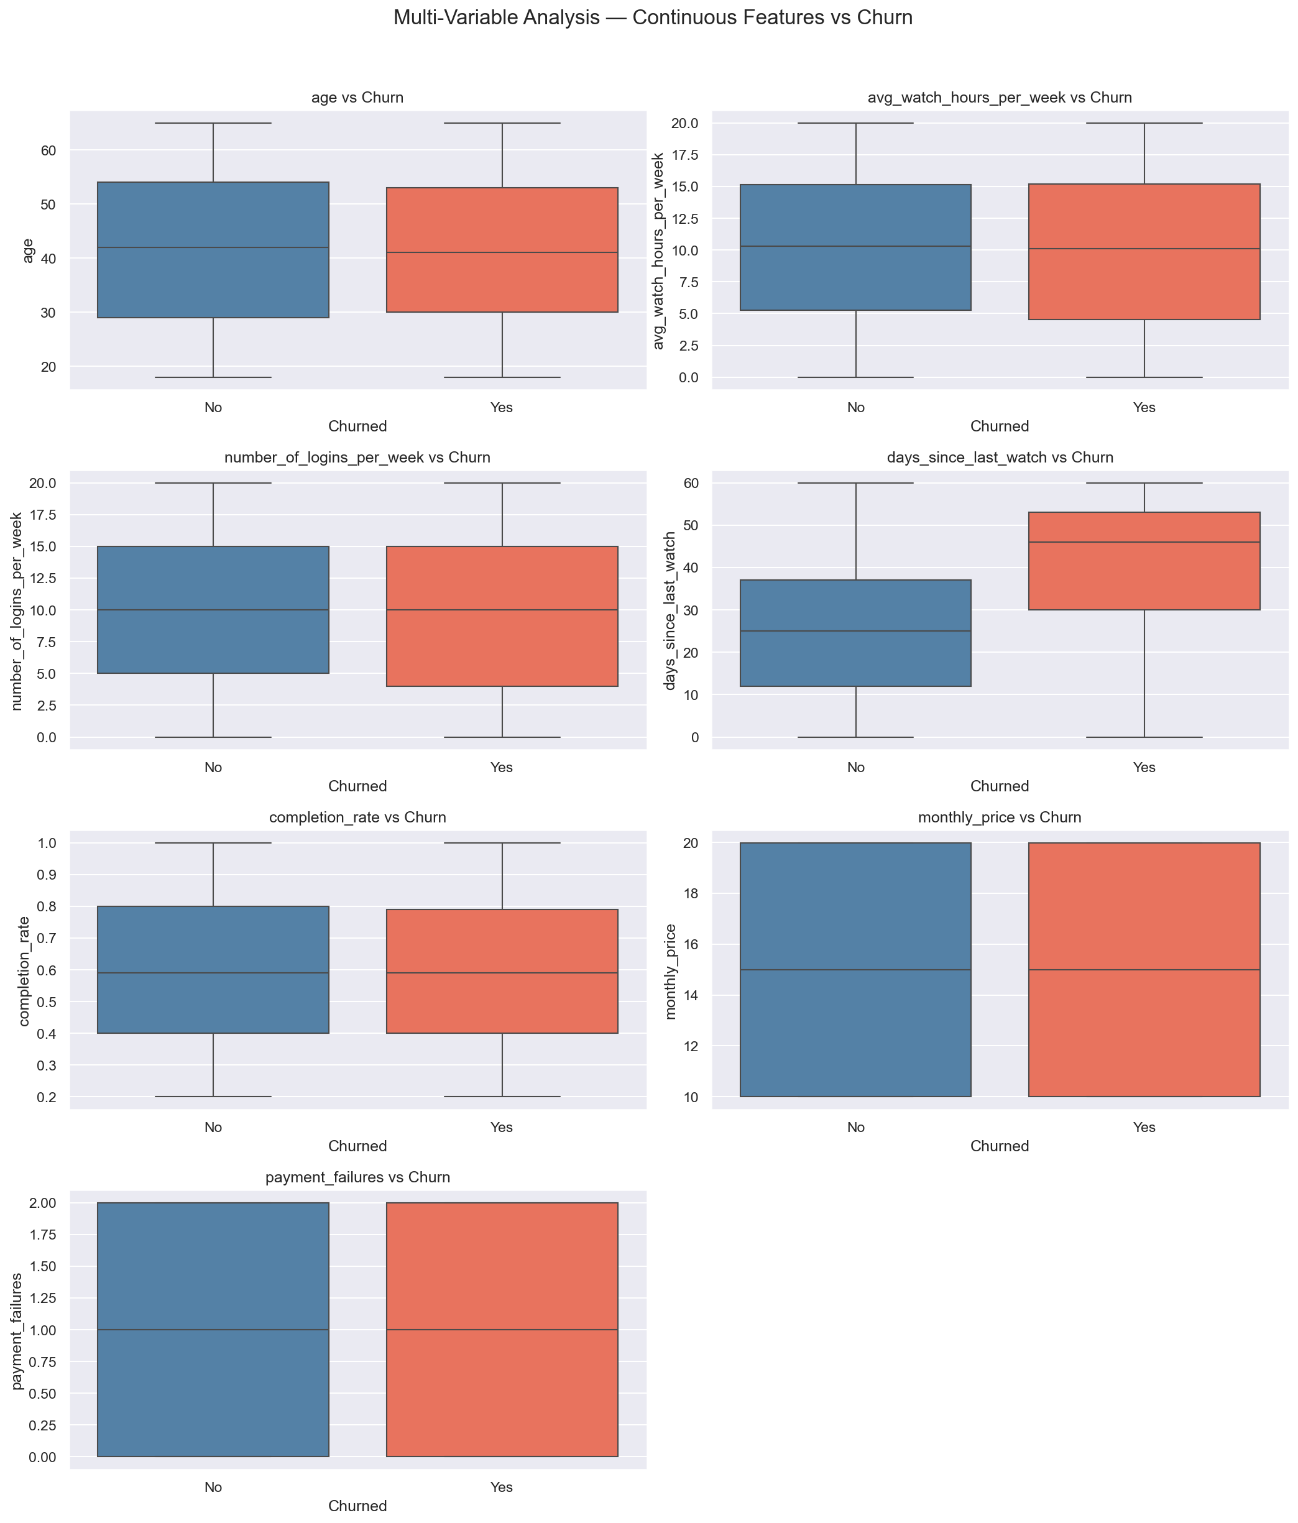 Multi-Variable Analysis — Continuous Features vs Churn
age vs Churn
age
60
50
40
30
20
No
Yes
Churned
avg_watch_hours_per_week vs Churn
avg_watch_hours_per_week
20.0
17.5
15.0
12.5
10.0
7.5
5.0
2.5
0.0
No
Yes
Churned
number_of_logins_per_week vs Churn
number_of_logins_per_week
20.0
17.5
15.0
12.5
10.0
7.5
5.0
2.5
0.0
No
Yes
Churned
days_since_last_watch vs Churn
days_since_last_watch
60
50
40
30
20
10
0
No
Yes
Churned
completion_rate vs Churn
completion_rate
1.0
0.9
0.8
0.7
0.6
0.5
0.4
0.3
0.2
No
Yes
Churned
monthly_price vs Churn
monthly_price
20
18
16
14
12
10
No
Yes
Churned
payment_failures vs Churn
payment_failures
2.00
1.75
1.50
1.25
1.00
0.75
0.50
0.25
0.00
No
Yes
Churned